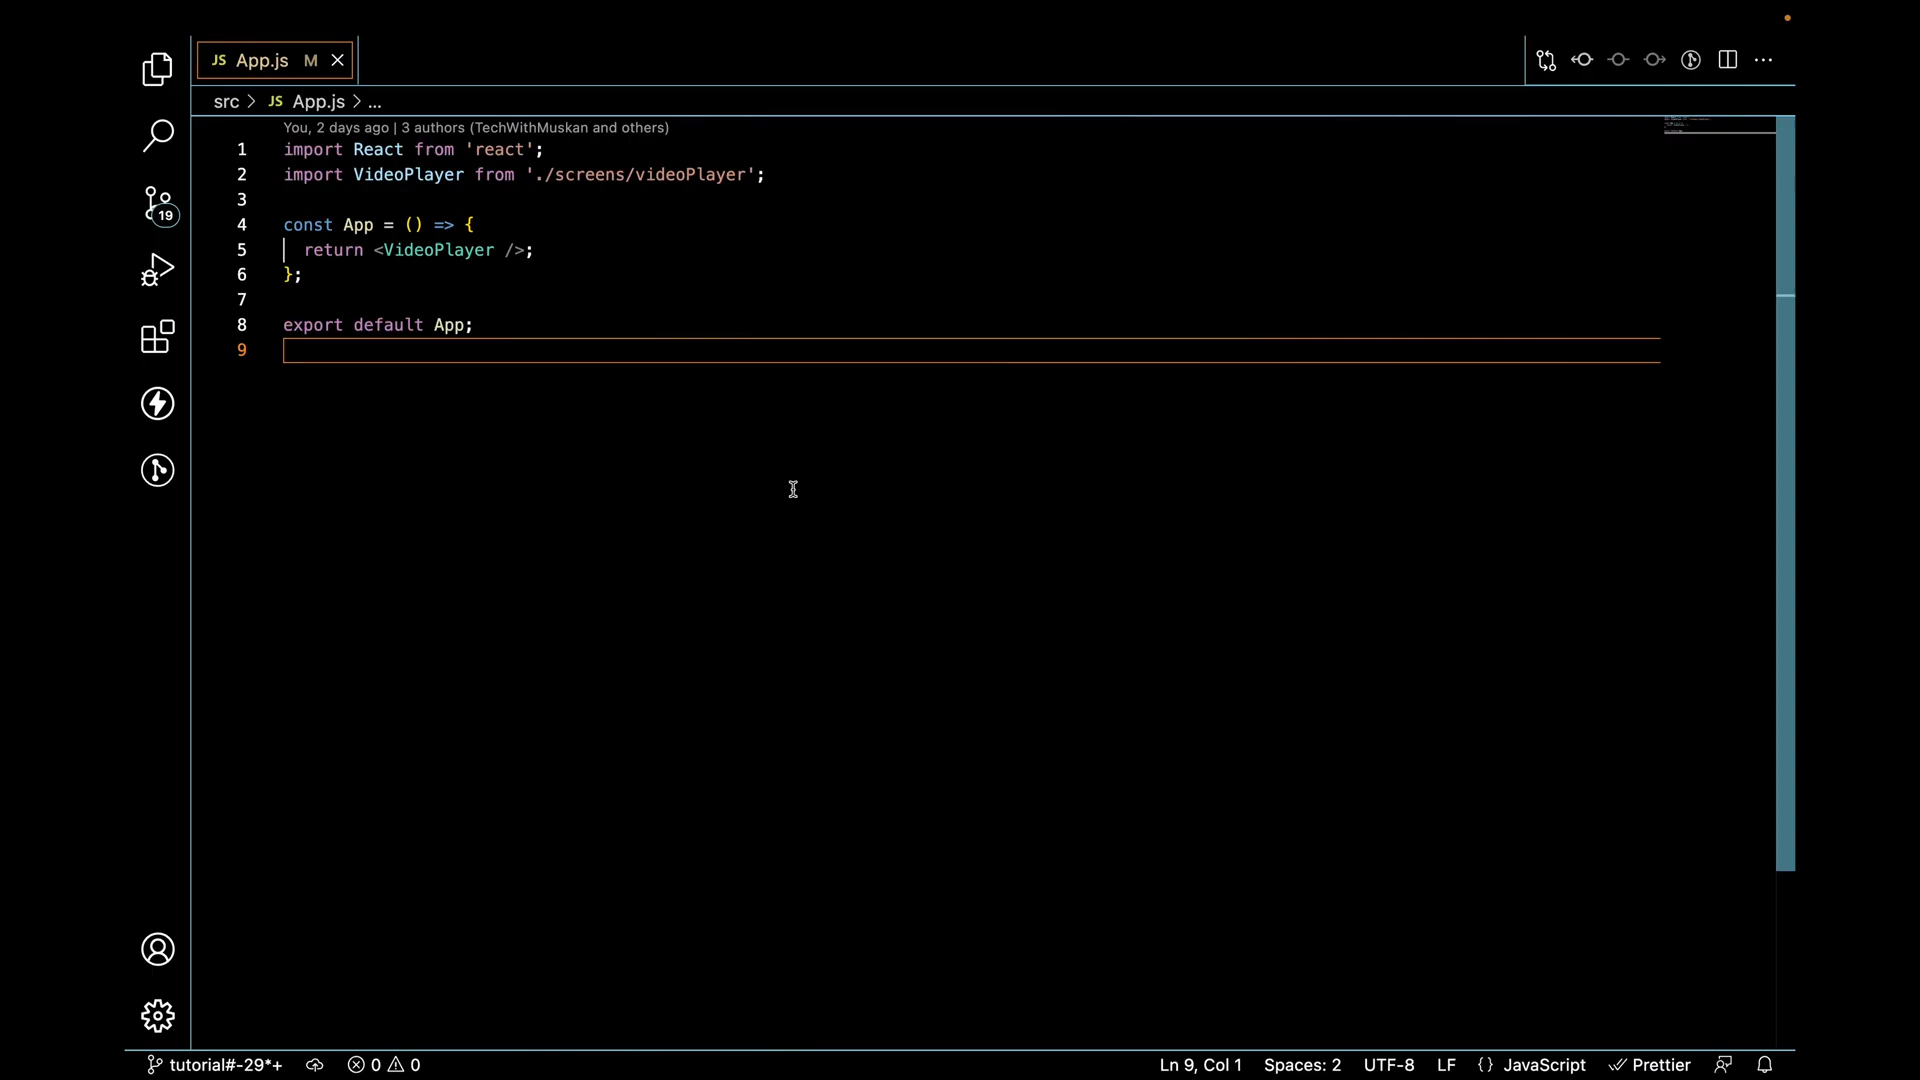 JS App.js M
src > JS App.js > ...
You, 2 days ago | 3 authors (TechWithMuskan and others)
1 import React from 'react';
2 import VideoPlayer from './screens/videoPlayer';
3
4 const App = () => {
5 return <VideoPlayer />;
6 };
7
8 export default App;
9
19
tutorial#-29*+ 0 0 Ln 9, Col 1 Spaces: 2 UTF-8 LF {} JavaScript Prettier